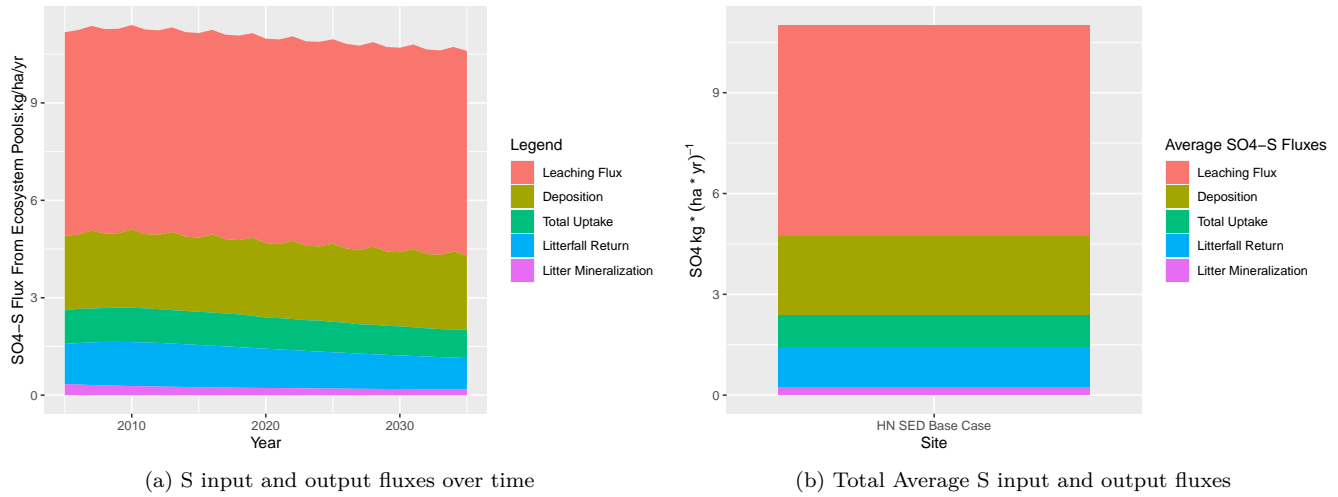 SO4−S Flux From Ecosystem Pools:kg/ha/yr
9
6
3
0
2010 2020 2030
Year
Legend
Leaching Flux
Deposition
Total Uptake
Litterfall Return
Litter Mineralization
(a) S input and output fluxes over time
SO4 kg * (ha * yr)⁻¹
9
6
3
0
HN SED Base Case
Site
Average SO4−S Fluxes
Leaching Flux
Deposition
Total Uptake
Litterfall Return
Litter Mineralization
(b) Total Average S input and output fluxes